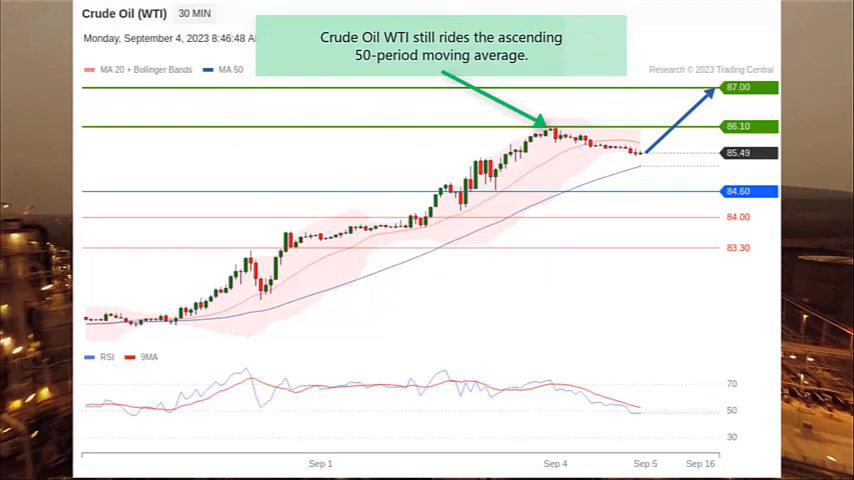 Crude Oil (WTI) 30 MIN
Monday, September 4, 2023 8:46:48 A
Crude Oil WTI still rides the ascending
50-period moving average.
MA 20 + Bollinger Bands MA 50
Research © 2023 Trading Central
87.00
86.10
85.49
84.60
84.00
83.30
RSI 9MA
70
50
30
Sep 1 Sep 4 Sep 5 Sep 16